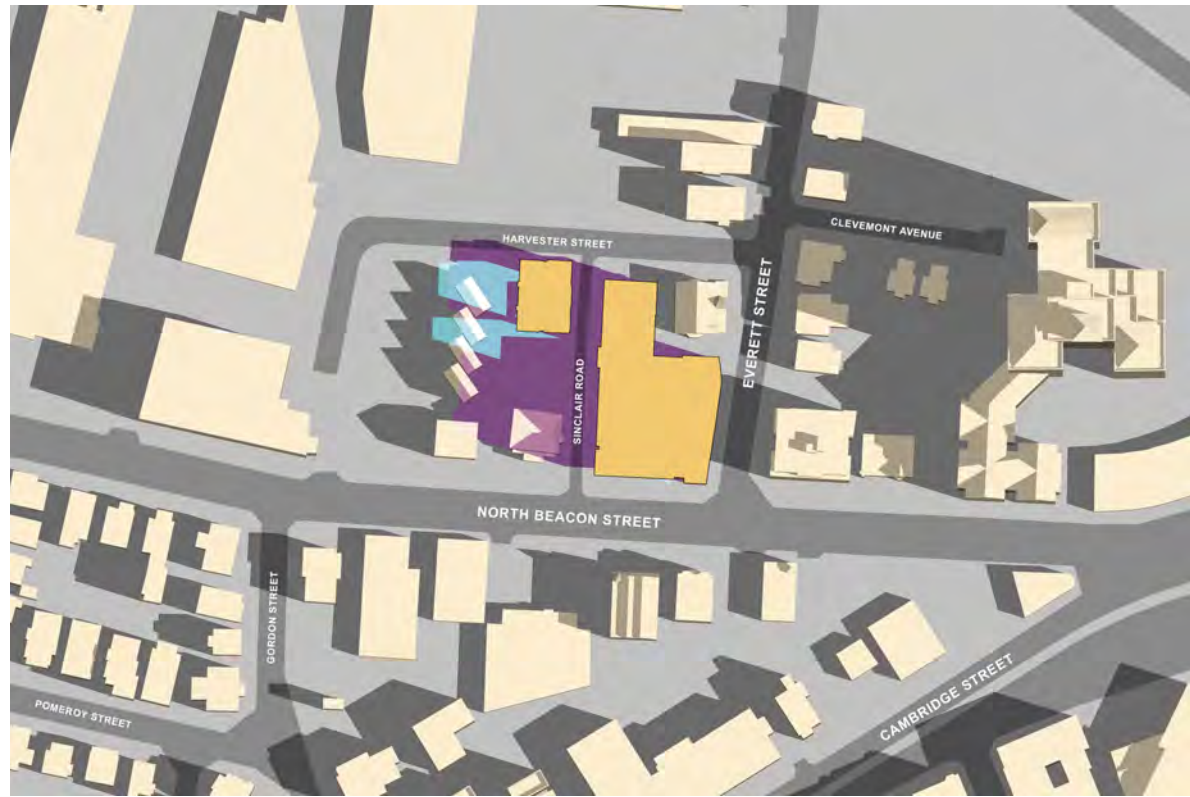 CLEVEMONT AVENUE
HARVESTER STREET
EVERETT STREET
SINCLAIR ROAD
NORTH BEACON STREET
GORDON STREET
CAMBRIDGE STREET
POMEROY STREET